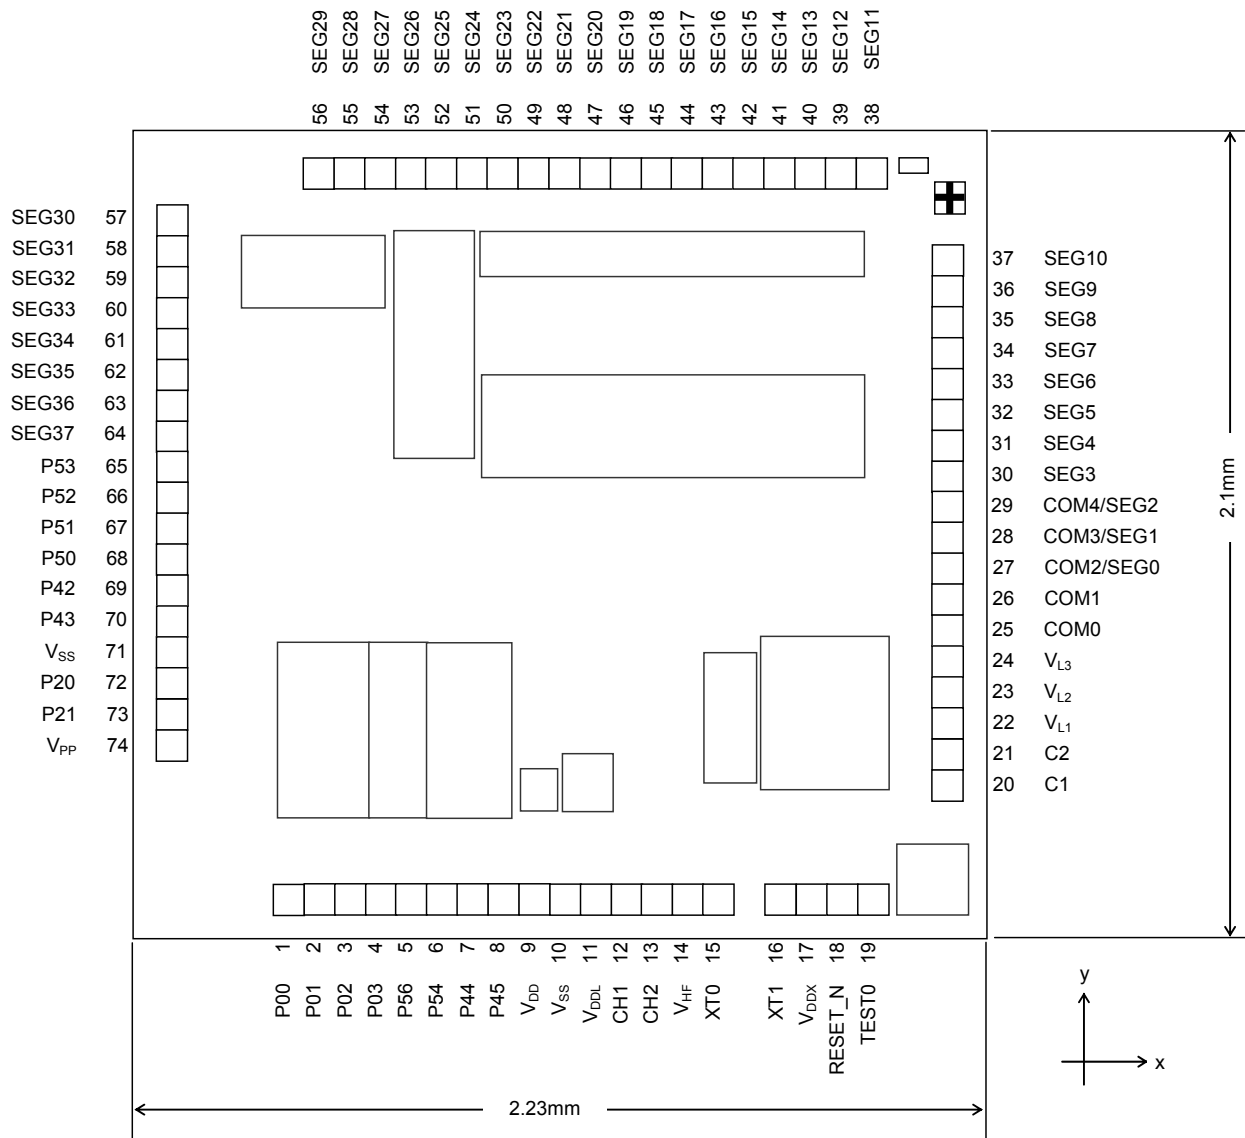 SEG29
SEG28
SEG27
SEG26
SEG25
SEG24
SEG23
SEG22
SEG21
SEG20
SEG19
SEG18
SEG17
SEG16
SEG15
SEG14
SEG13
SEG12
SEG11
56
55
54
53
52
51
50
49
48
47
46
45
44
43
42
41
40
39
38
SEG30 57
SEG31 58
SEG32 59
SEG33 60
SEG34 61
SEG35 62
SEG36 63
SEG37 64
P53 65
P52 66
P51 67
P50 68
P42 69
P43 70
VSS 71
P20 72
P21 73
VPP 74
37 SEG10
36 SEG9
35 SEG8
34 SEG7
33 SEG6
32 SEG5
31 SEG4
30 SEG3
29 COM4/SEG2
28 COM3/SEG1
27 COM2/SEG0
26 COM1
25 COM0
24 VL3
23 VL2
22 VL1
21 C2
20 C1
2.1mm
1
2
3
4
5
6
7
8
9
10
11
12
13
14
15
16
17
18
19
P00
P01
P02
P03
P56
P54
P44
P45
VDD
VSS
VDDL
CH1
CH2
VHF
XT0
XT1
VDDX
RESET_N
TEST0
y
x
2.23mm